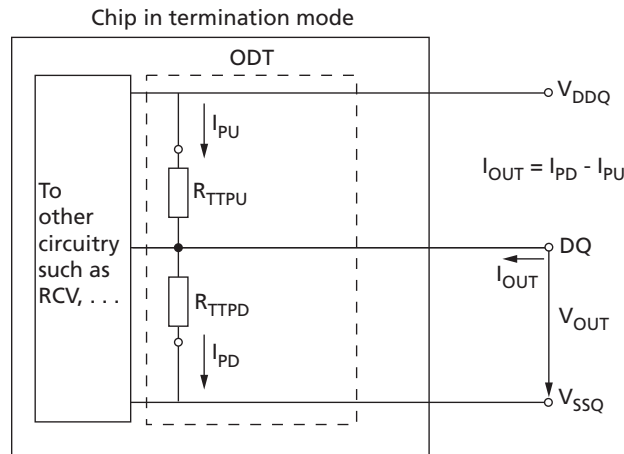 Chip in termination mode
ODT
V_DDQ
I_PU
I_OUT = I_PD - I_PU
To
other
circuitry
such as
RCV, . . .
R_TTPU
DQ
I_OUT
R_TTPD
V_OUT
I_PD
V_SSQ